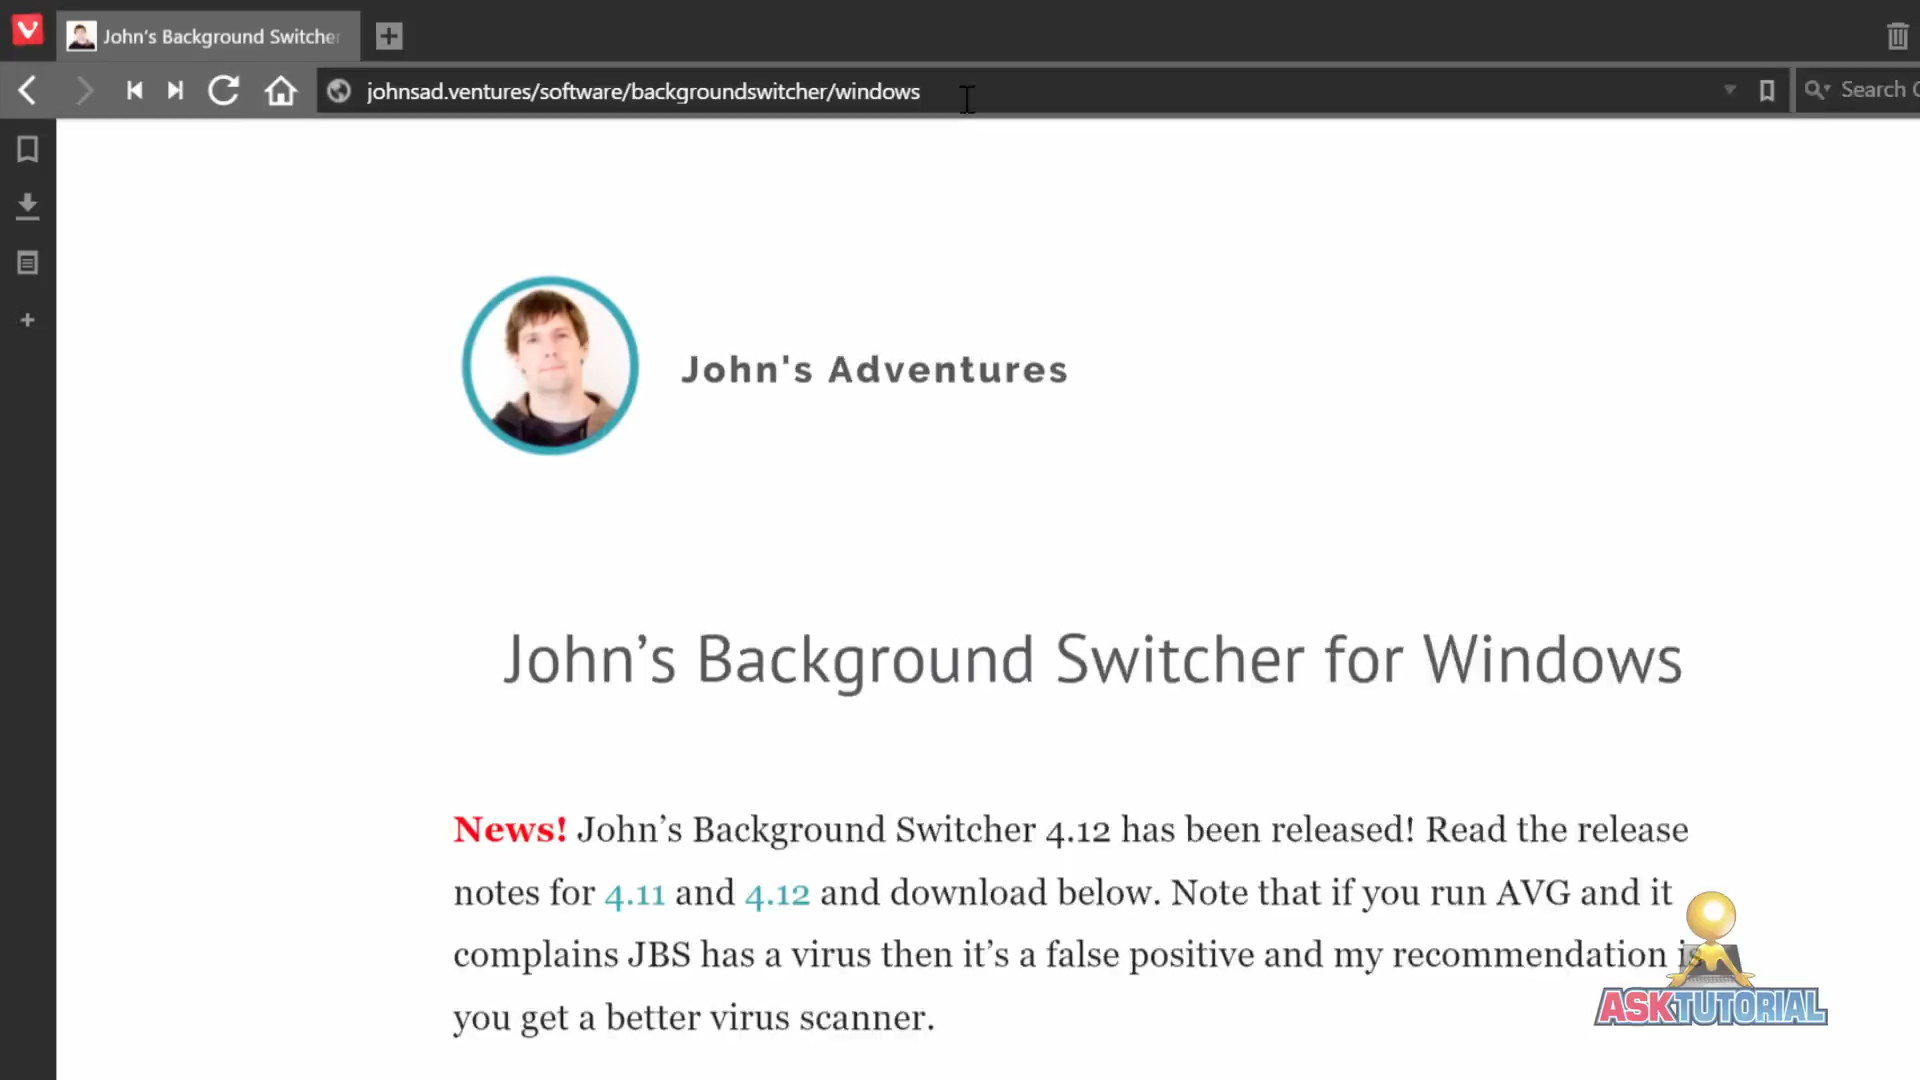 John's Background Switche
johnsad.ventures/software/backgroundswitcher/windows
Search
John's Adventures
John’s Background Switcher for Windows
News! John’s Background Switcher 4.12 has been released! Read the release
notes for 4.11 and 4.12 and download below. Note that if you run AVG and it
complains JBS has a virus then it’s a false positive and my recommendation is
you get a better virus scanner.
ASKTUTORIAL